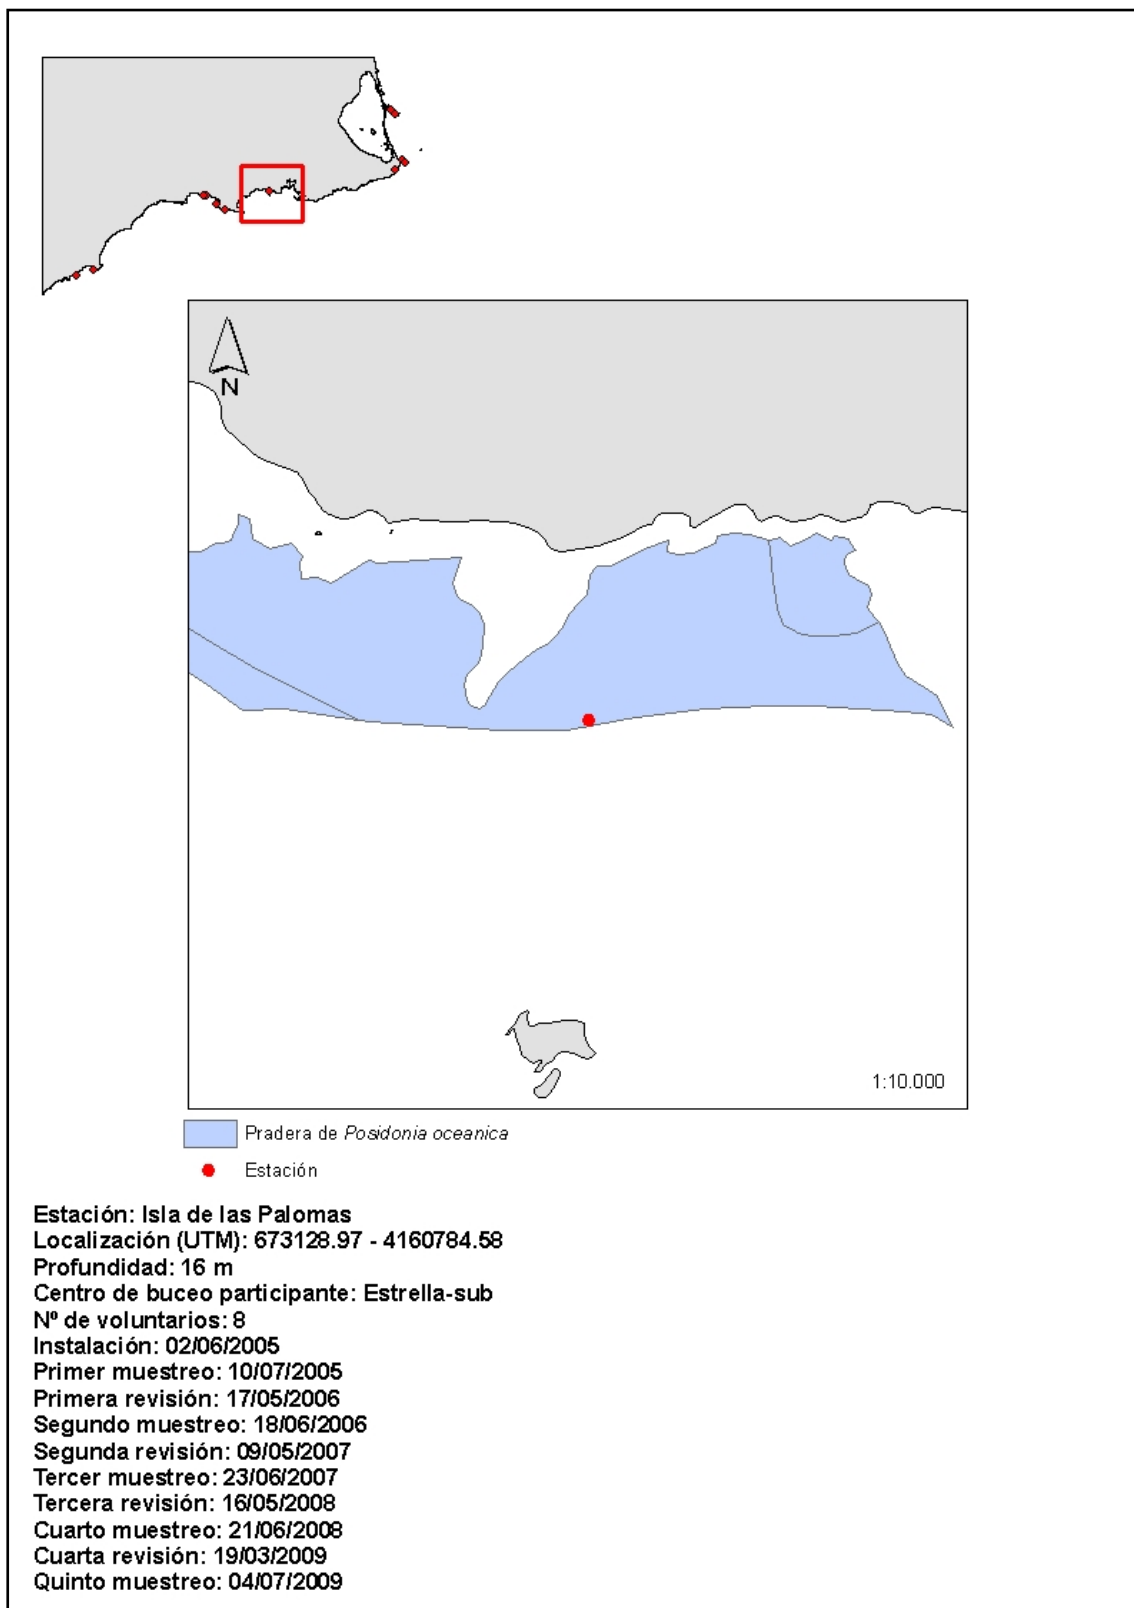 N
1:10.000
Pradera de Posidonia oceanica
Estación
Estación: Isla de las Palomas
Localización (UTM): 673128.97 - 4160784.58
Profundidad: 16 m
Centro de buceo participante: Estrella-sub
Nº de voluntarios: 8
Instalación: 02/06/2005
Primer muestreo: 10/07/2005
Primera revisión: 17/05/2006
Segundo muestreo: 18/06/2006
Segunda revisión: 09/05/2007
Tercer muestreo: 23/06/2007
Tercera revisión: 16/05/2008
Cuarto muestreo: 21/06/2008
Cuarta revisión: 19/03/2009
Quinto muestreo: 04/07/2009